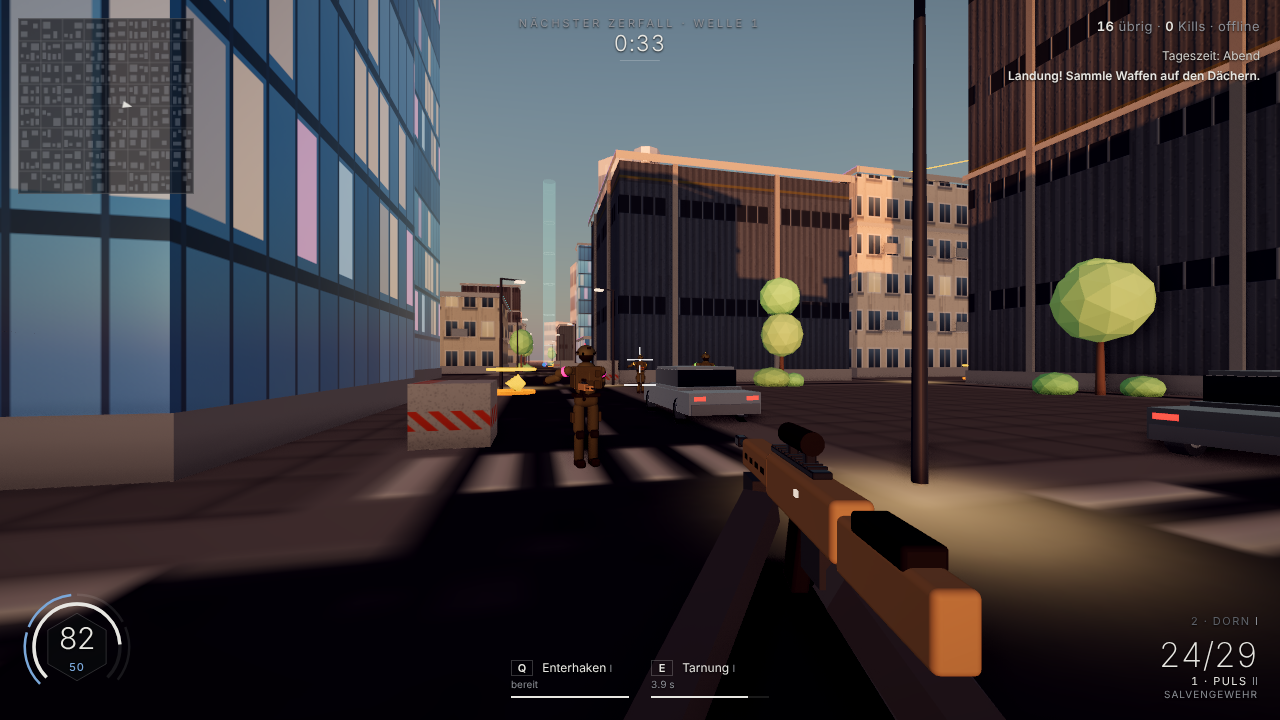 NÄCHSTER ZERFALL · WELLE 1
0:33
16 übrig · 0 Kills · offline
Tageszeit: Abend
Landung! Sammle Waffen auf den Dächern.
82
50
Q Enterhaken I
bereit
E Tarnung I
3.9 s
2 · DORN I
24/29
1 · PULS II
SALVENGEWEHR